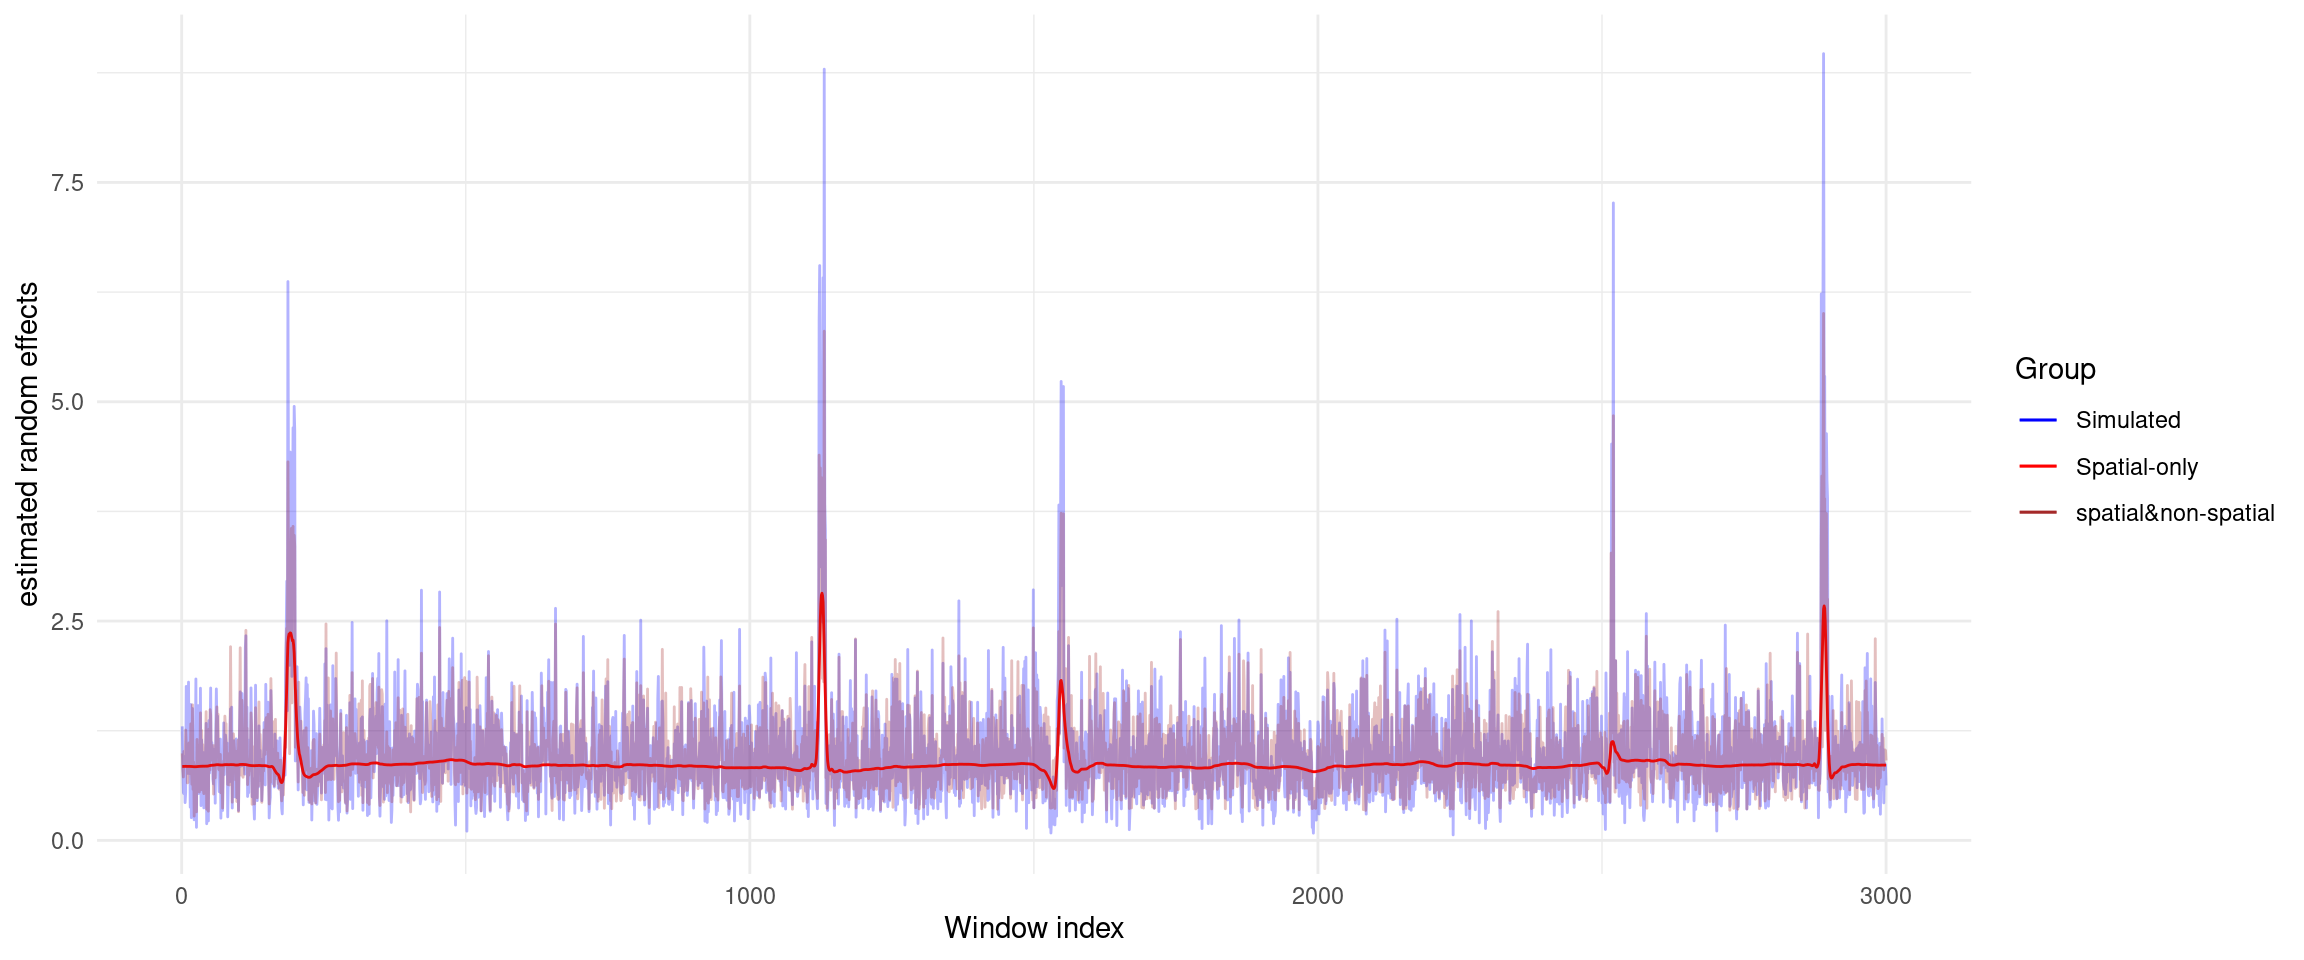 estimated random effects
7.5
5.0
2.5
0.0
0
1000
2000
3000
Window index
Group
Simulated
Spatial-only
spatial&non-spatial